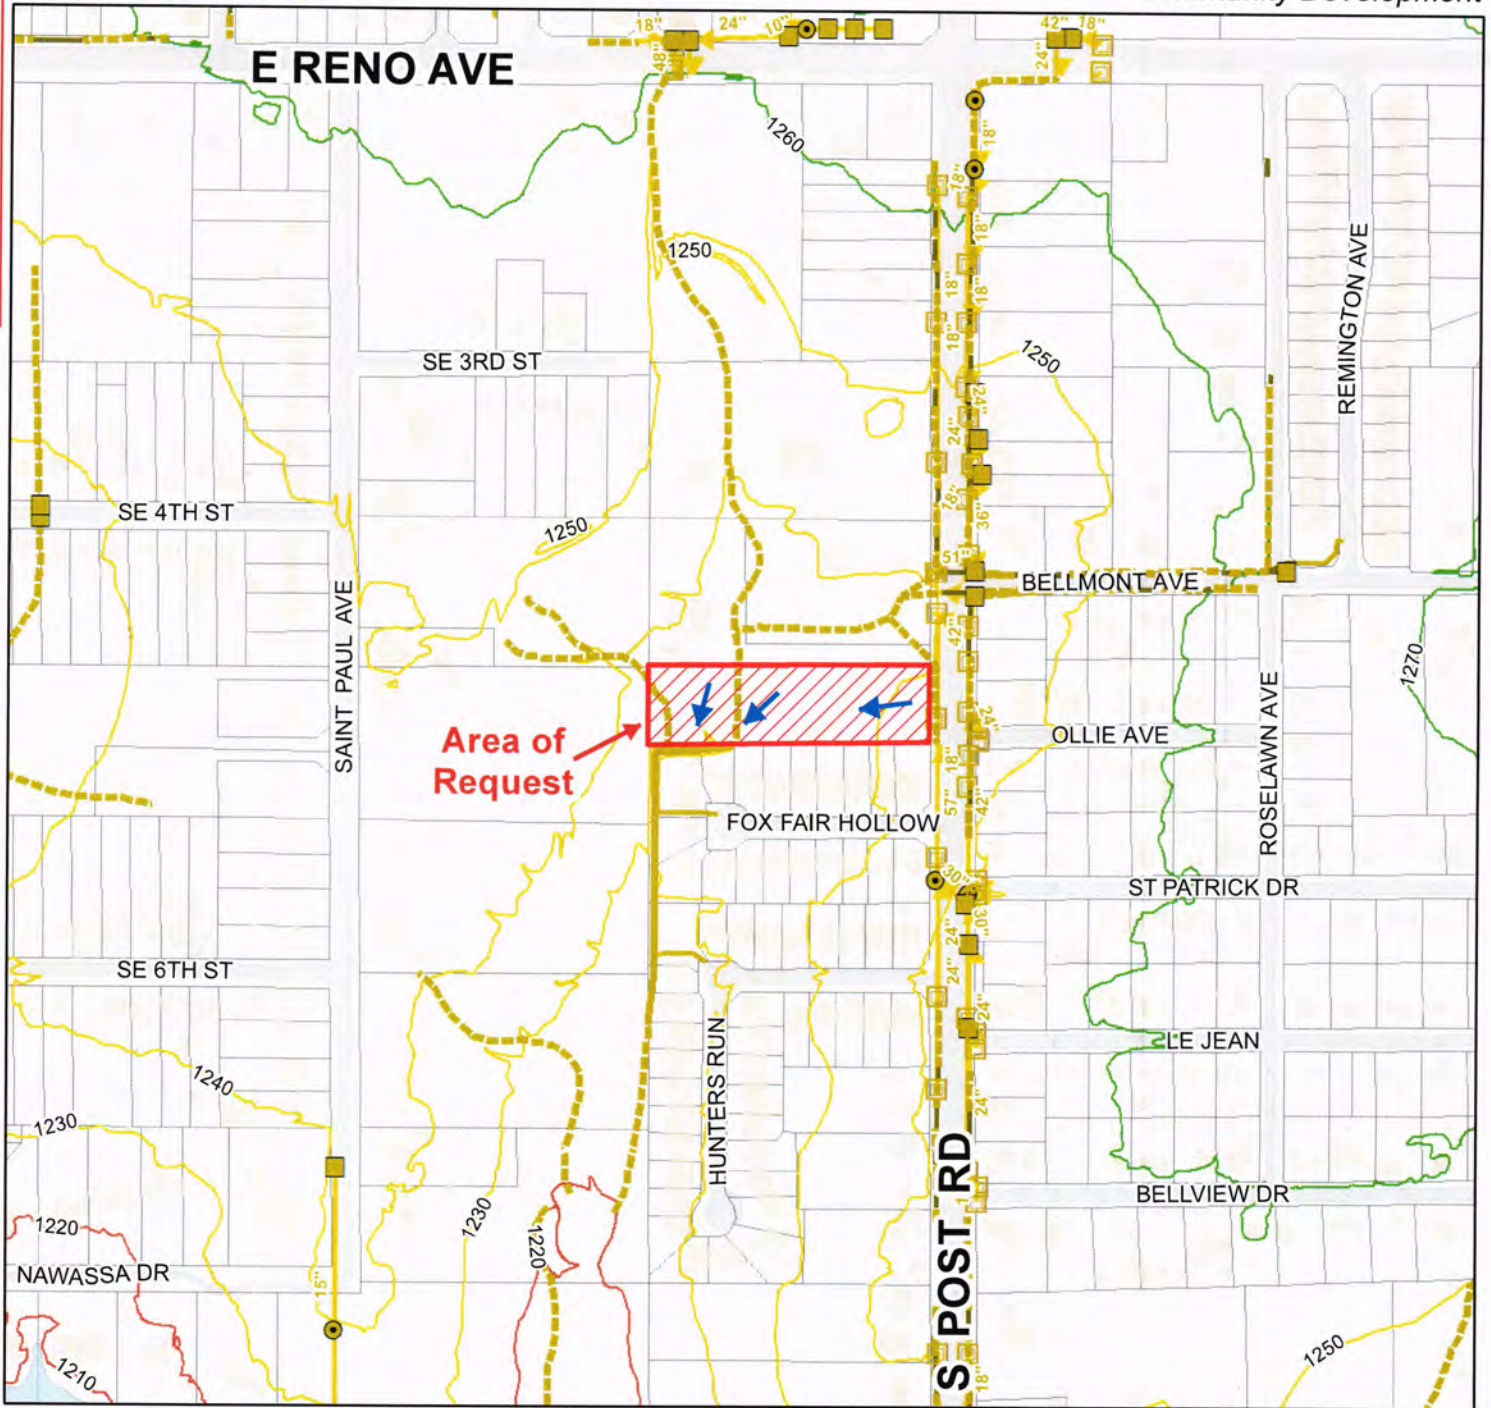 E RENO AVE
18"
24"
10"
42"
18"
48"
24"
18"
1260
18"
18"
1250
REMINGTON AVE
18"
18"
18"
SE 3RD ST
1250
24"
24"
SE 4TH ST
1250
18"
36"
51"
BELLMONT AVE
SAINT PAUL AVE
42"
1270
ROSELAWN AVE
Area of
Request
24"
OLLIE AVE
18"
57"
42"
FOX FAIR HOLLOW
30"
ST PATRICK DR
24"
30"
SE 6TH ST
24"
24"
LE JEAN
HUNTERS RUN
1240
24"
1230
S POST RD
BELLVIEW DR
1220
1230
1220
NAWASSA DR
15"
1250
1210
18"